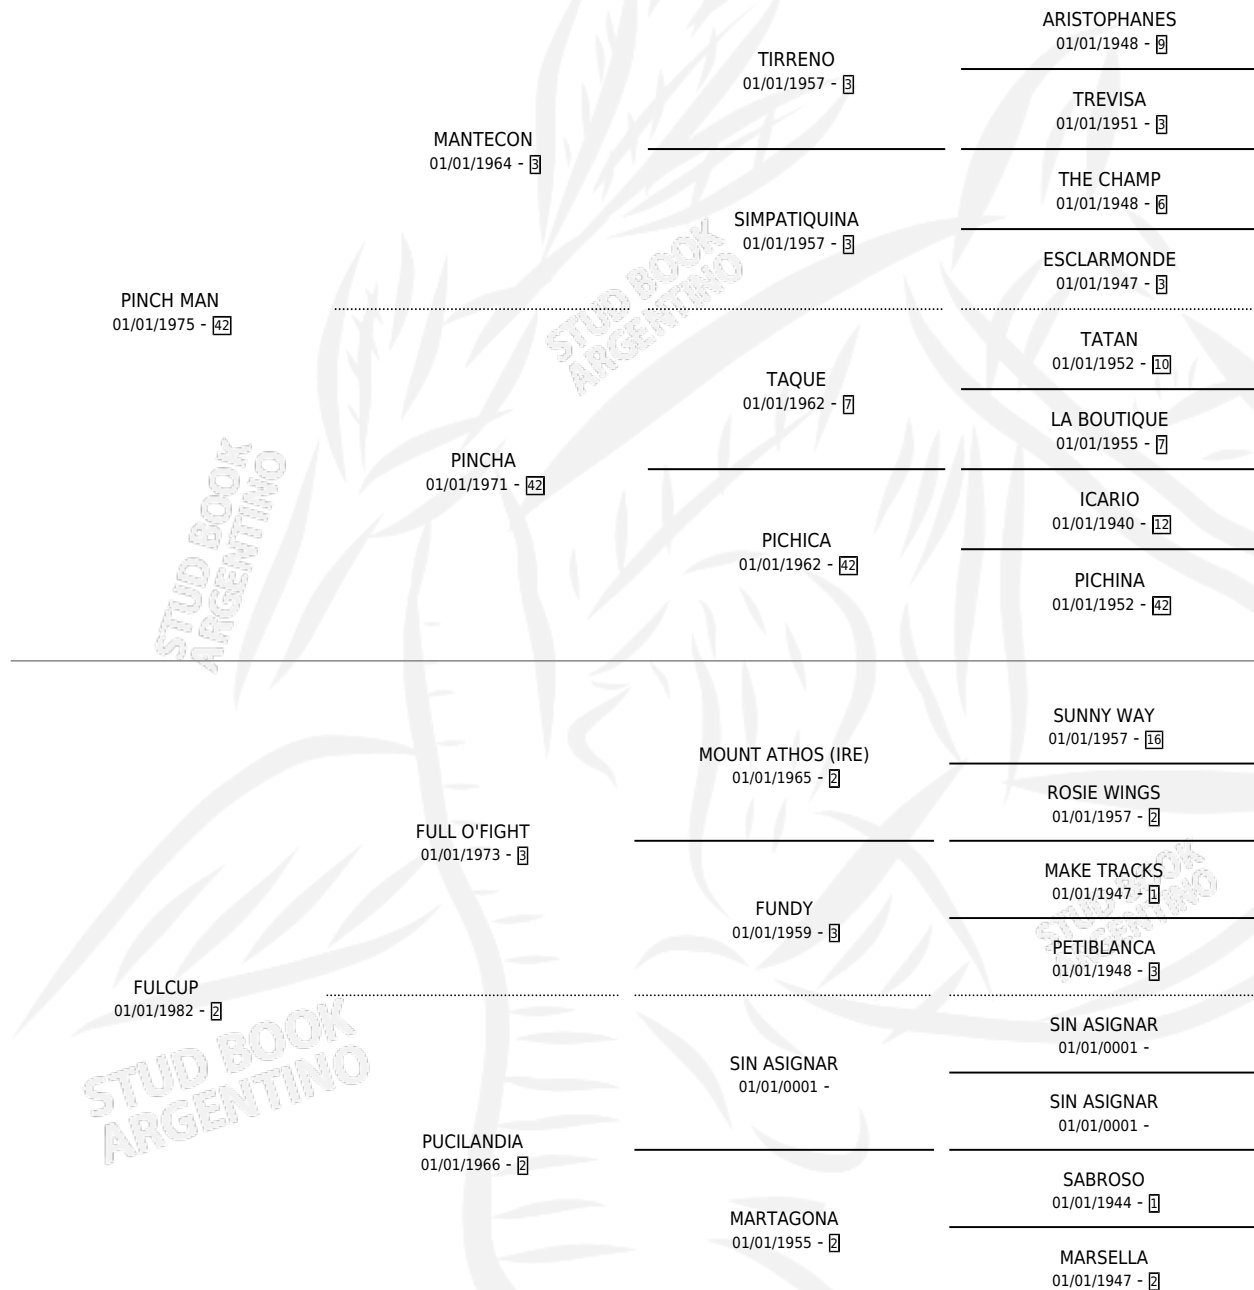 ARISTOPHANES
01/01/1948 - 9
TIRRENO
01/01/1957 - 3
TREVISA
01/01/1951 - 3
MANTECON
01/01/1964 - 3
THE CHAMP
01/01/1948 - 6
SIMPATIQUINA
01/01/1957 - 3
ESCLARMONDE
01/01/1947 - 3
PINCH MAN
01/01/1975 - 42
TATAN
01/01/1952 - 10
TAQUE
01/01/1962 - 7
LA BOUTIQUE
01/01/1955 - 7
PINCHA
01/01/1971 - 42
ICARIO
01/01/1940 - 12
PICHICA
01/01/1962 - 42
PICHINA
01/01/1952 - 42
SUNNY WAY
01/01/1957 - 16
MOUNT ATHOS (IRE)
01/01/1965 - 2
ROSIE WINGS
01/01/1957 - 2
FULL O'FIGHT
01/01/1973 - 3
MAKE TRACKS
01/01/1947 - 1
FUNDY
01/01/1959 - 3
PETIBLANCA
01/01/1948 - 3
FULCUP
01/01/1982 - 2
SIN ASIGNAR
01/01/0001 -
SIN ASIGNAR
01/01/0001 -
SIN ASIGNAR
01/01/0001 -
PUCILANDIA
01/01/1966 - 2
SABROSO
01/01/1944 - 1
MARTAGONA
01/01/1955 - 2
MARSELLA
01/01/1947 - 2
STUD BOOK
ARGENTINO
STUD BOOK
ARGENTINO
STUD BOOK
ARGENTINO
STUD BOOK
ARGENTINO